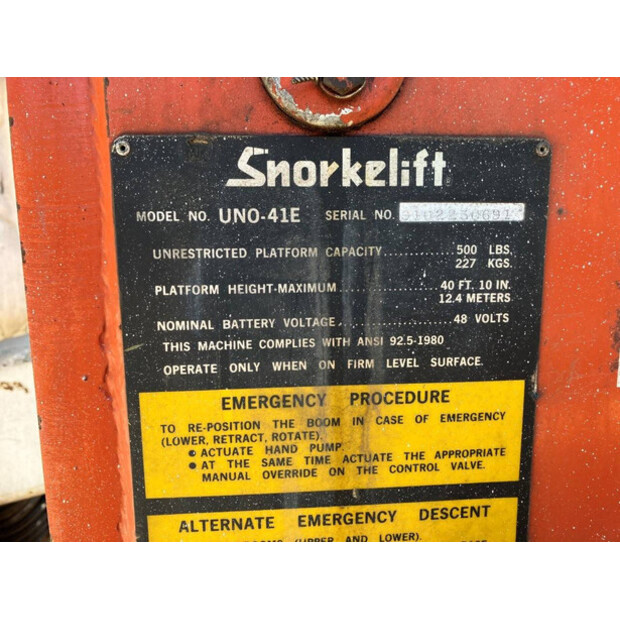 Snorkelift
MODEL NO. UNO-41E SERIAL NO.
UNRESTRICTED PLATFORM CAPACITY.............. 500 LBS.
227 KGS.
PLATFORM HEIGHT-MAXIMUM.................... 40 FT. 10 IN.
12.4 METERS
NOMINAL BATTERY VOLTAGE...................... 48 VOLTS
THIS MACHINE COMPLIES WITH ANSI 92.5-1980
OPERATE ONLY WHEN ON FIRM LEVEL SURFACE.
EMERGENCY PROCEDURE
TO RE-POSITION THE BOOM IN CASE OF EMERGENCY
(LOWER, RETRACT, ROTATE).
● ACTUATE HAND PUMP.
● AT THE SAME TIME ACTUATE THE APPROPRIATE
MANUAL OVERRIDE ON THE CONTROL VALVE.
ALTERNATE EMERGENCY DESCENT
(UPPER AND LOWER).